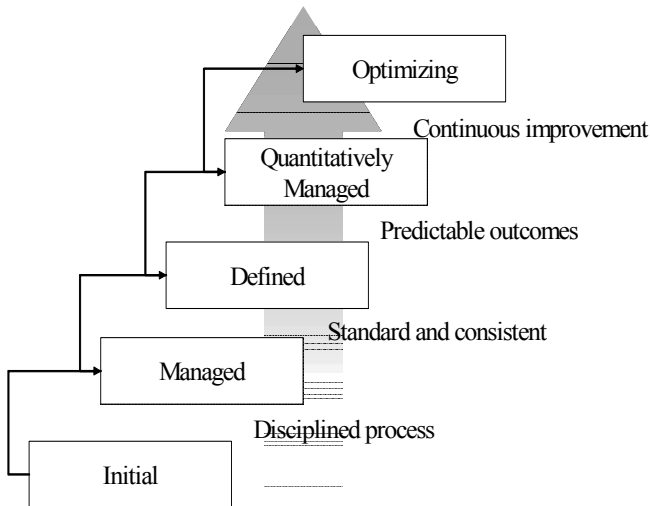 Optimizing
Continuous improvement
Quantitatively
Managed
Predictable outcomes
Defined
Standard and consistent
Managed
Disciplined process
Initial